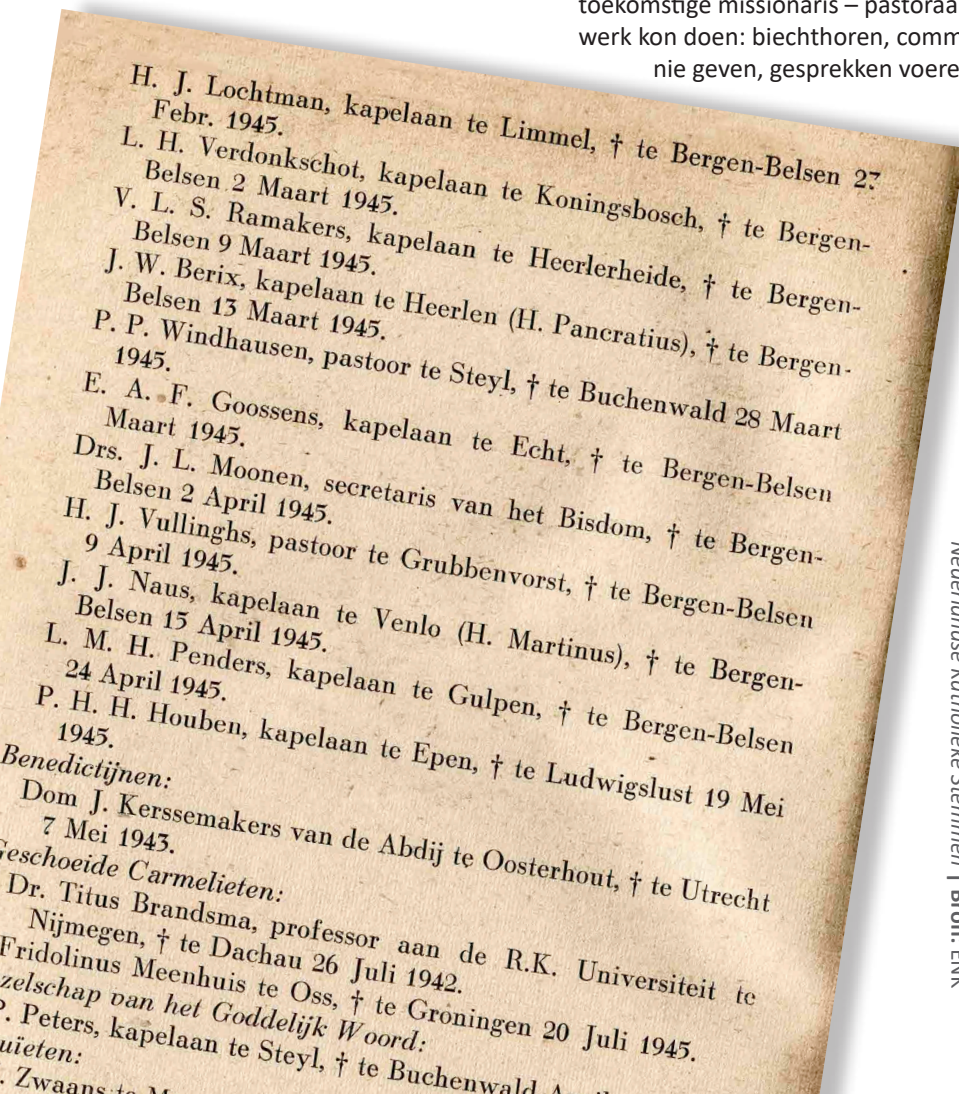 toekomstige missionaris – pastoraal
werk kon doen: biechthoren, comm
nie geven, gesprekken voere
H. J. Lochtman, kapelaan te Limmel, † te Bergen-Belsen 27
Febr. 1945.
L. H. Verdonkschot, kapelaan te Koningsbosch, † te Bergen-
Belsen 2 Maart 1945.
V. L. S. Ramakers, kapelaan te Heerlerheide, † te Bergen-
Belsen 9 Maart 1945.
J. W. Berix, kapelaan te Heerlen (H. Pancratius), † te Bergen-
Belsen 13 Maart 1945.
P. P. Windhausen, pastoor te Steyl, † te Buchenwald 28 Maart
1945.
E. A. F. Goossens, kapelaan te Echt, † te Bergen-Belsen
Maart 1945.
Drs. J. L. Moonen, secretaris van het Bisdom, † te Bergen-
Belsen 2 April 1945.
H. J. Vullinghs, pastoor te Grubbenvorst, † te Bergen-Belsen
9 April 1945.
J. J. Naus, kapelaan te Venlo (H. Martinus), † te Bergen-
Belsen 15 April 1945.
L. M. H. Penders, kapelaan te Gulpen, † te Bergen-Belsen
24 April 1945.
P. H. H. Houben, kapelaan te Epen, † te Ludwigslust 19 Mei
1945.
Benedictijnen:
Dom J. Kerssemakers van de Abdij te Oosterhout, † te Utrecht
7 Mei 1943.
Geschoeide Carmelieten:
Dr. Titus Brandsma, professor aan de R.K. Universiteit te
Nijmegen, † te Dachau 26 Juli 1942.
Fridolinus Meenhuis te Oss, † te Groningen 20 Juli 1945.
zelschap van het Goddelijk Woord:
P. Peters, kapelaan te Steyl, † te Buchenwald
uïeten:
Zwaans te
Nederlandse Katholieke Stemmen | Bron: ENK